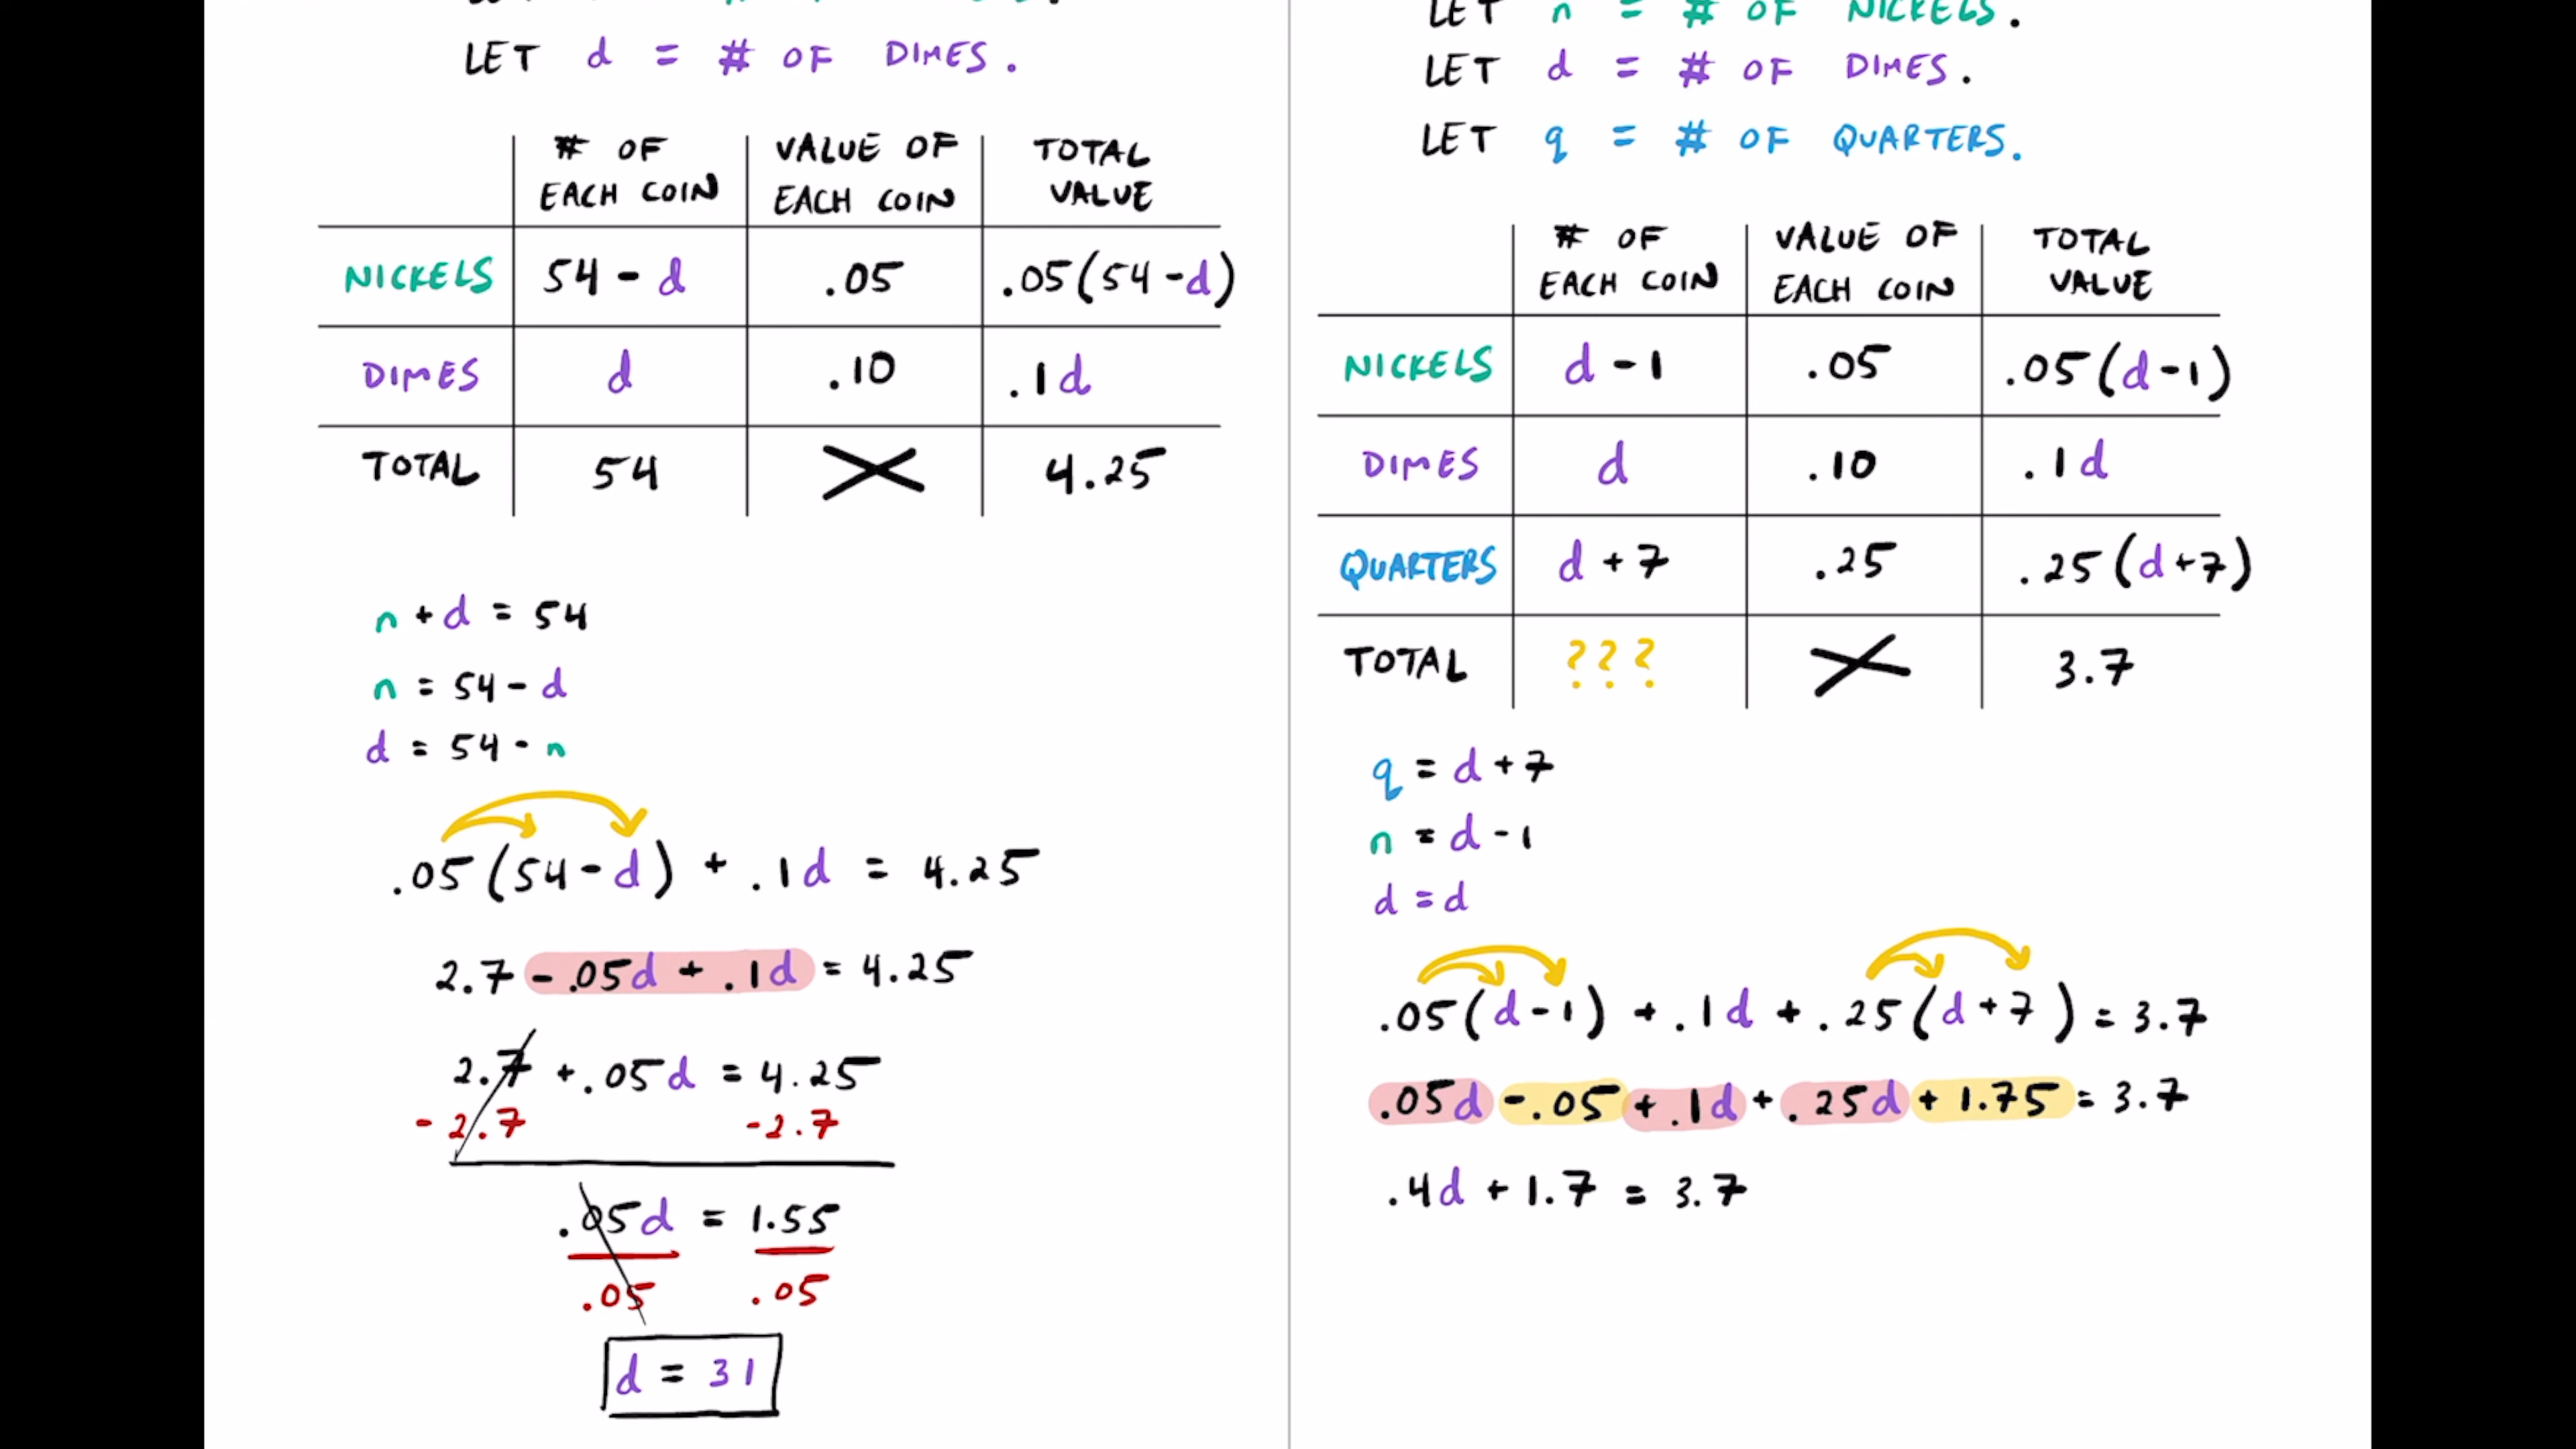 LET d = # OF DIMES.
# OF EACH COIN VALUE OF EACH COIN TOTAL VALUE
NICKELS 54 - d .05 .05(54 - d)
DIMES d .10 .1d
TOTAL 54 4.25
n + d = 54
n = 54 - d
d = 54 - n
.05(54 - d) + .1d = 4.25
2.7 - .05d + .1d = 4.25
2.7 + .05d = 4.25
- 2.7 - 2.7
.05d = 1.55
.05 .05
d = 31
LET n = # OF NICKELS.
LET d = # OF DIMES.
LET q = # OF QUARTERS.
# OF EACH COIN VALUE OF EACH COIN TOTAL VALUE
NICKELS d - 1 .05 .05(d - 1)
DIMES d .10 .1d
QUARTERS d + 7 .25 .25(d + 7)
TOTAL ??? 3.7
q = d + 7
n = d - 1
d = d
.05(d - 1) + .1d + .25(d + 7) = 3.7
.05d - .05 + .1d + .25d + 1.75 = 3.7
.4d + 1.7 = 3.7